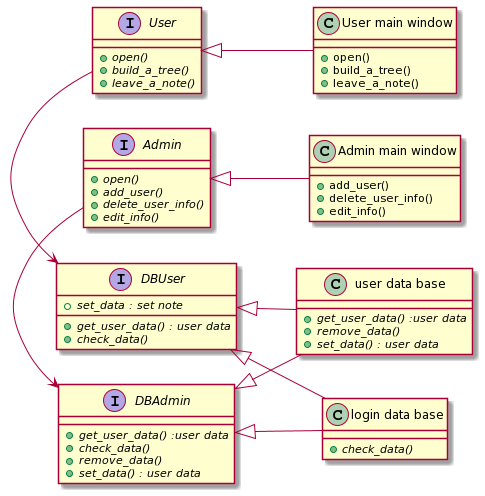 I User
open()
build_a_tree()
leave_a_note()
C User main window
open()
build_a_tree()
leave_a_note()
I Admin
open()
add_user()
delete_user_info()
edit_info()
C Admin main window
add_user()
delete_user_info()
edit_info()
I DBUser
set_data : set note
get_user_data() : user data
check_data()
C user data base
get_user_data() :user data
remove_data()
set_data() : user data
I DBAdmin
get_user_data() :user data
check_data()
remove_data()
set_data() : user data
C login data base
check_data()